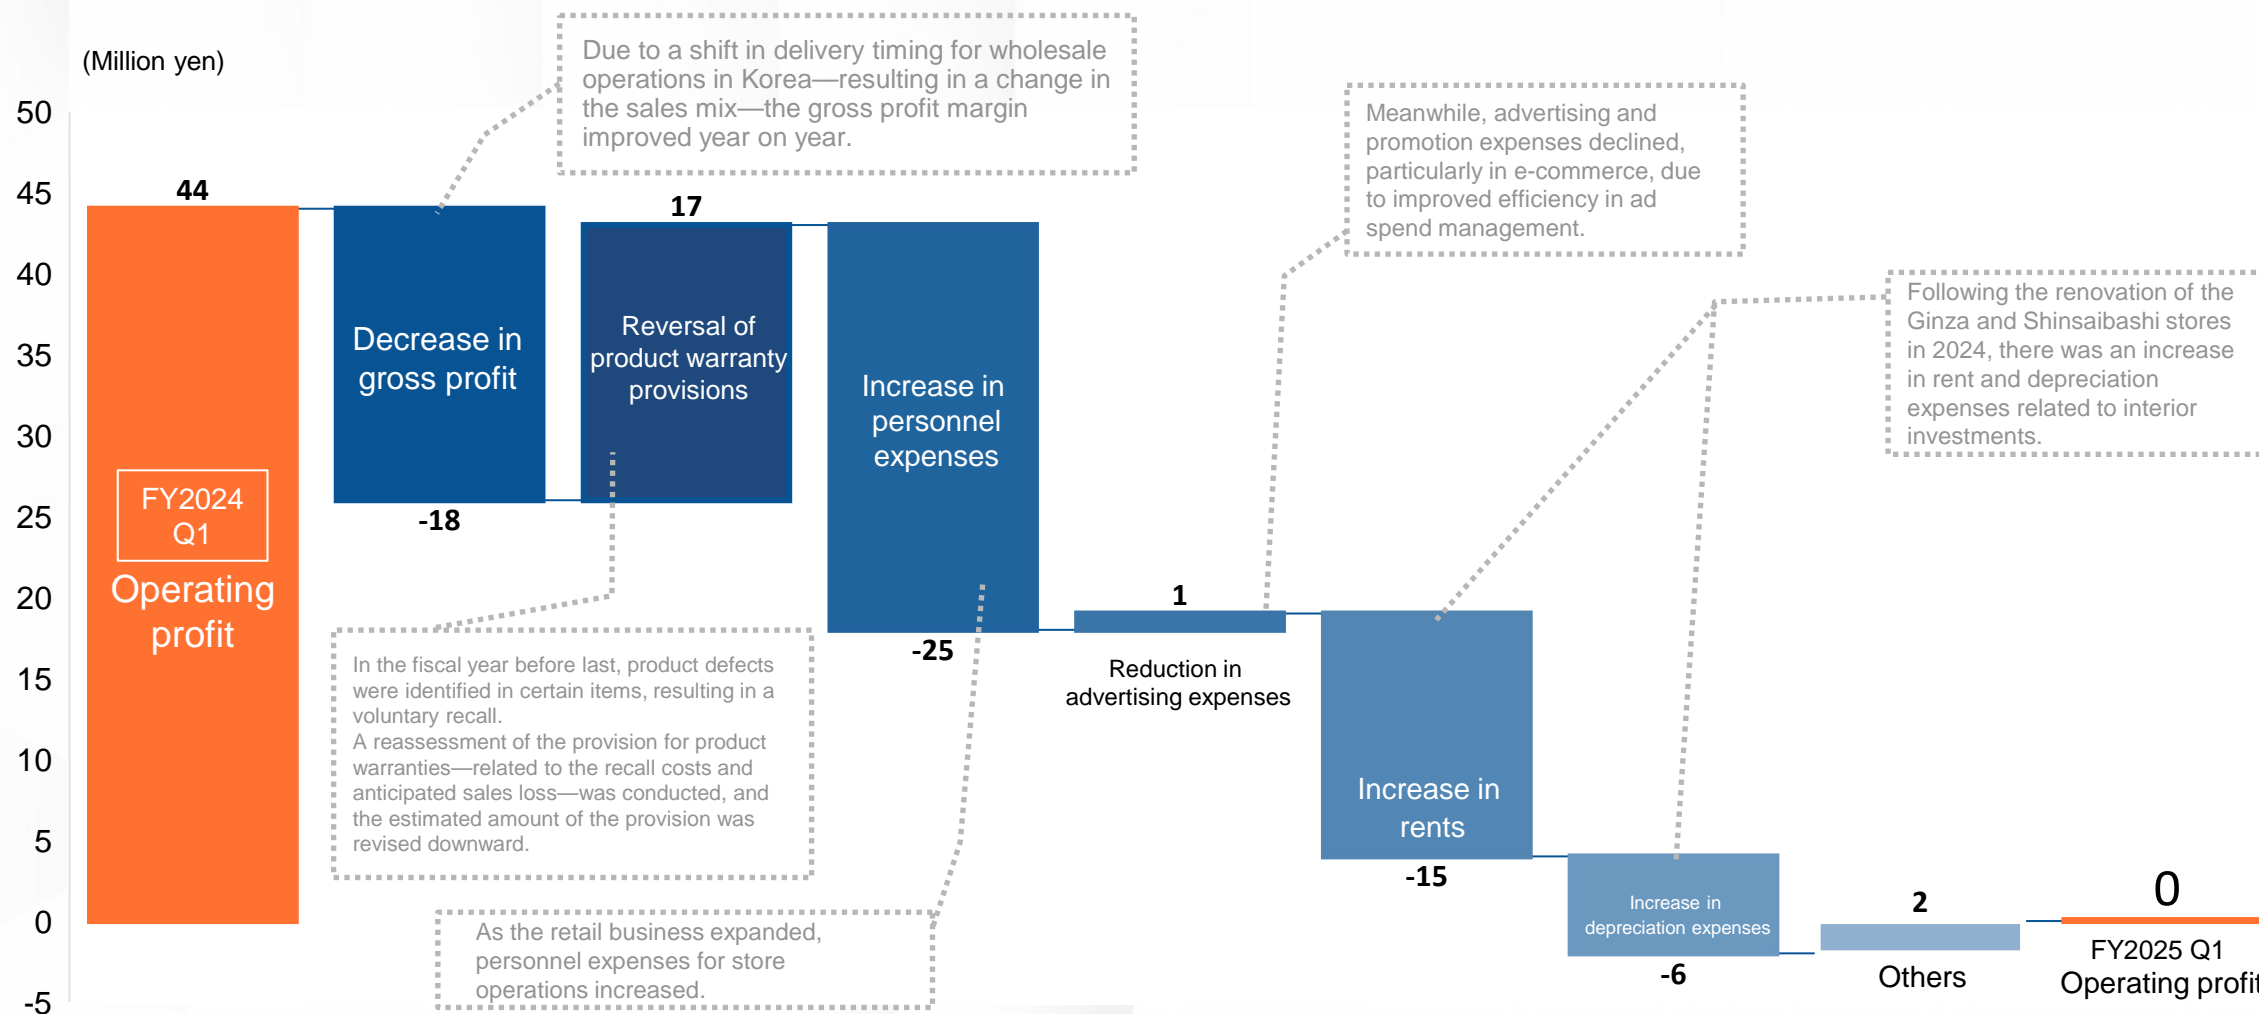 (Million yen)
50
45
40
35
30
25
20
15
10
5
0
-5
Due to a shift in delivery timing for wholesale
operations in Korea—resulting in a change in
the sales mix—the gross profit margin
improved year on year.
Meanwhile, advertising and
promotion expenses declined,
particularly in e-commerce, due
to improved efficiency in ad
spend management.
Following the renovation of the
Ginza and Shinsaibashi stores
in 2024, there was an increase
in rent and depreciation
expenses related to interior
investments.
44
FY2024
Q1
Operating
profit
Decrease in
gross profit
-18
17
Reversal of
product warranty
provisions
Increase in
personnel
expenses
-25
1
Reduction in
advertising expenses
Increase in
rents
-15
Increase in
depreciation expenses
-6
2
Others
0
FY2025 Q1
Operating profit
In the fiscal year before last, product defects
were identified in certain items, resulting in a
voluntary recall.
A reassessment of the provision for product
warranties—related to the recall costs and
anticipated sales loss—was conducted, and
the estimated amount of the provision was
revised downward.
As the retail business expanded,
personnel expenses for store
operations increased.